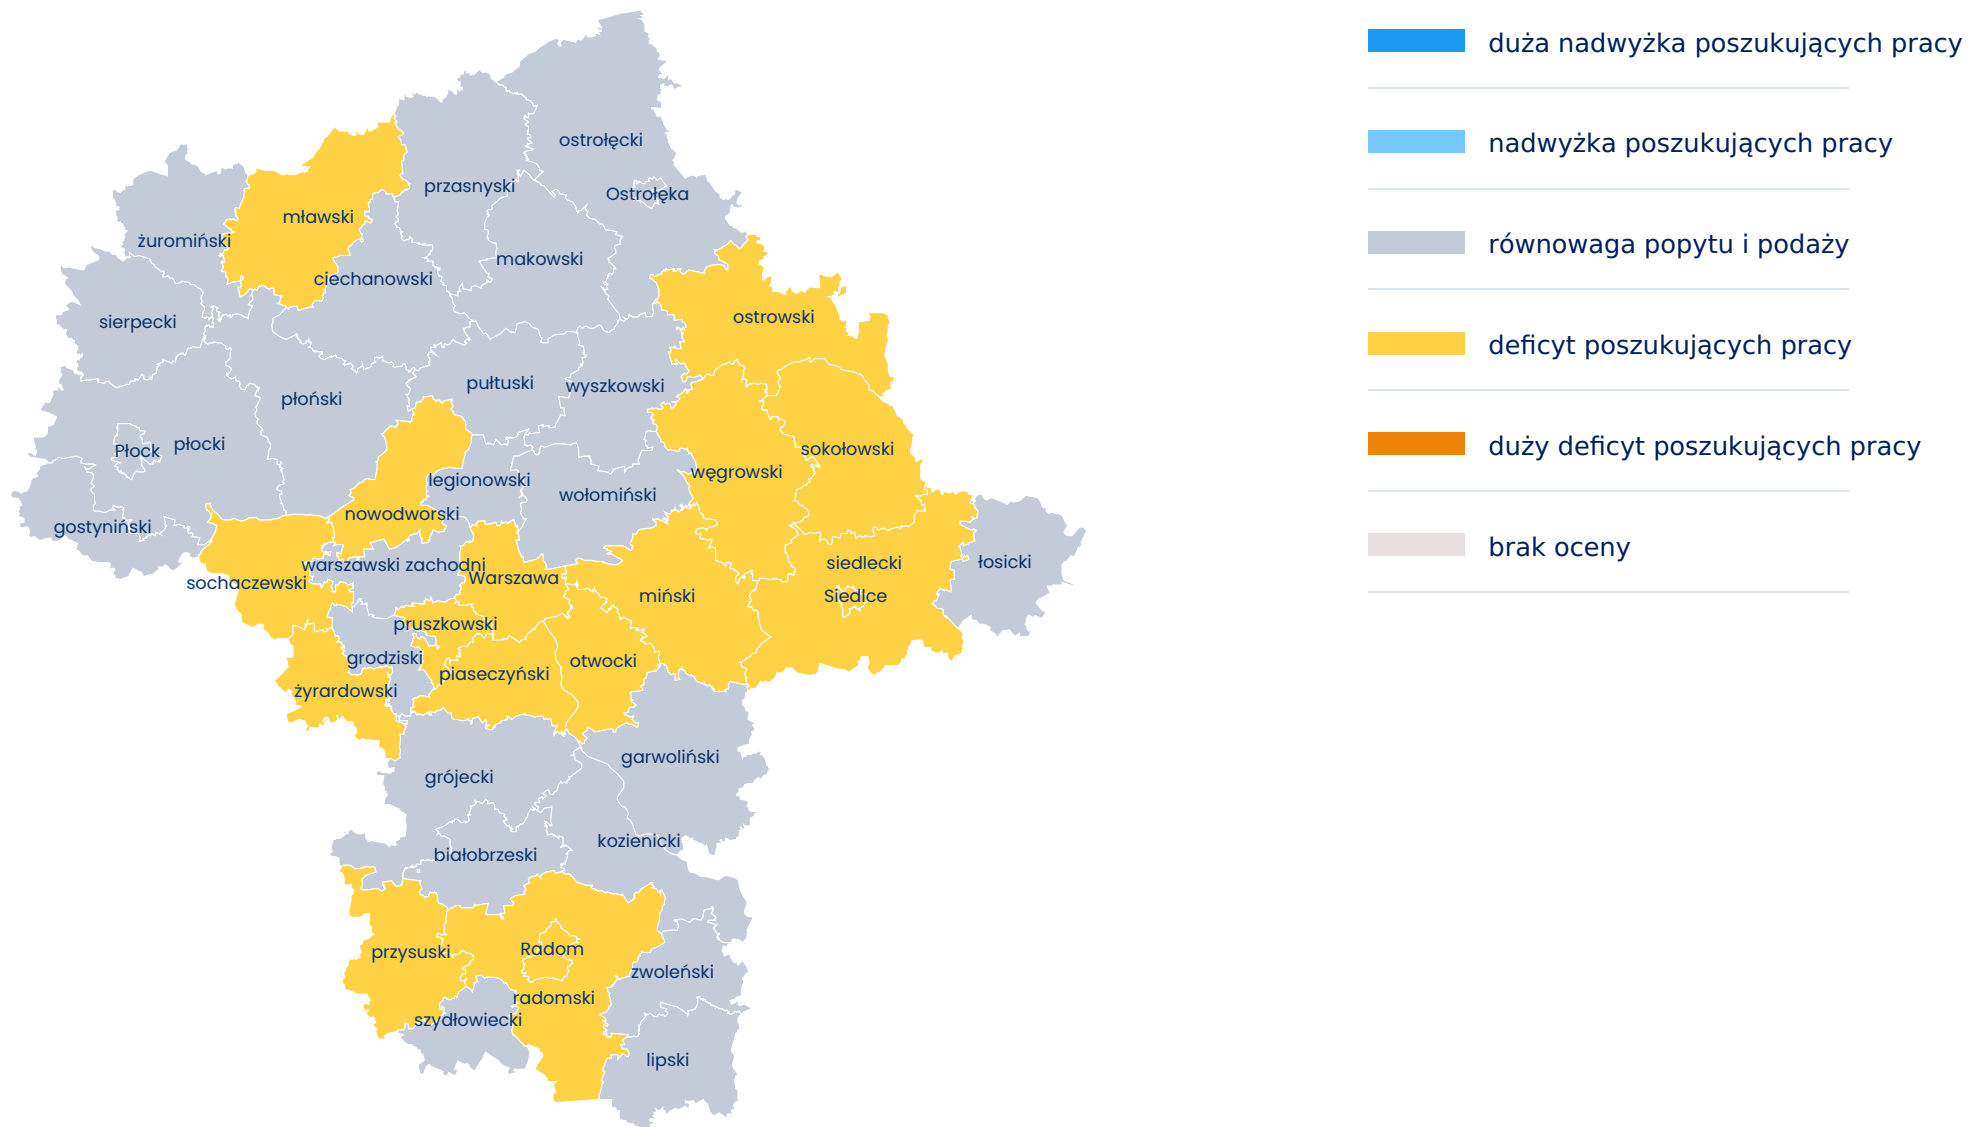 ostrołęcki
przasnyski
Ostrołęka
mławski
żuromiński
makowski
ciechanowski
ostrowski
sierpecki
pułtuski
wyszkowski
płoński
płocki
Płock
sokołowski
węgrowski
legionowski
wołomiński
nowodworski
gostyniński
siedlecki
łosicki
warszawski zachodni
Warszawa
sochaczewski
miński
Siedlce
pruszkowski
grodziski
otwocki
piaseczyński
żyrardowski
garwoliński
grójecki
kozienicki
białobrzeski
Radom
przysuski
zwoleński
radomski
szydłowiecki
lipski
duża nadwyżka poszukujących pracy
nadwyżka poszukujących pracy
równowaga popytu i podaży
deficyt poszukujących pracy
duży deficyt poszukujących pracy
brak oceny